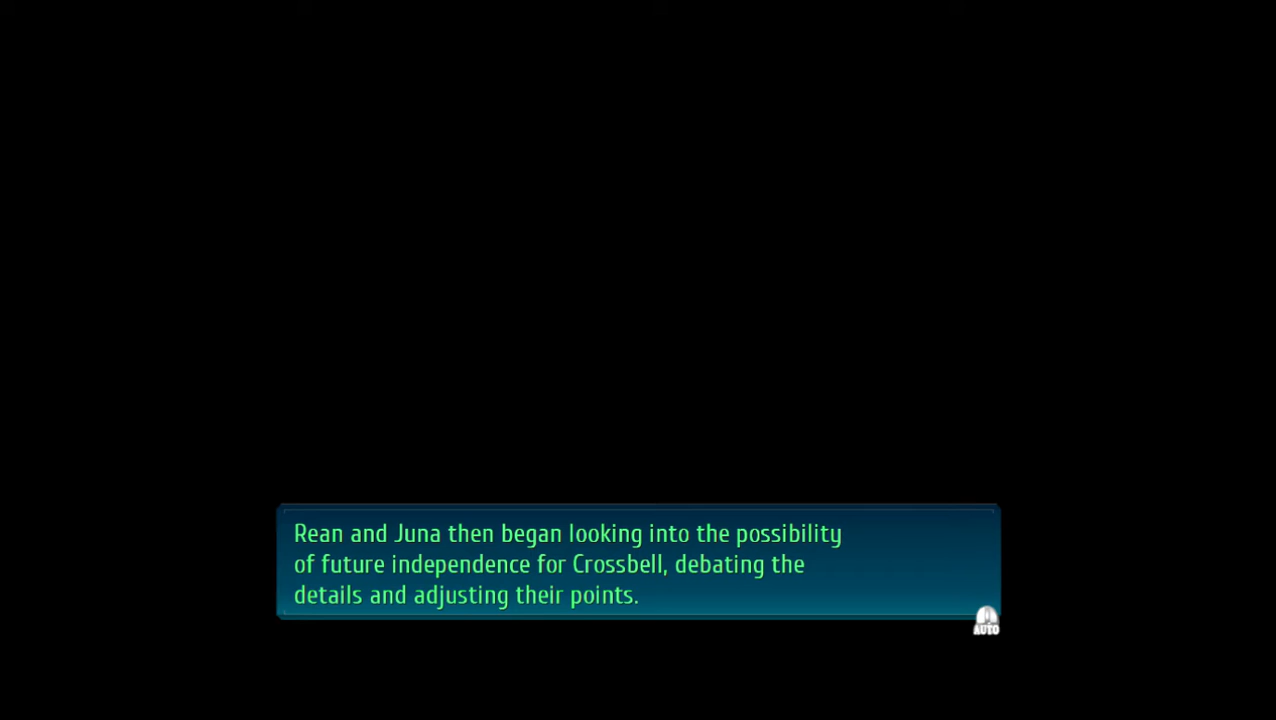 Rean and Juna then began looking into the possibility
of future independence for Crossbell, debating the
details and adjusting their points.
AUTO